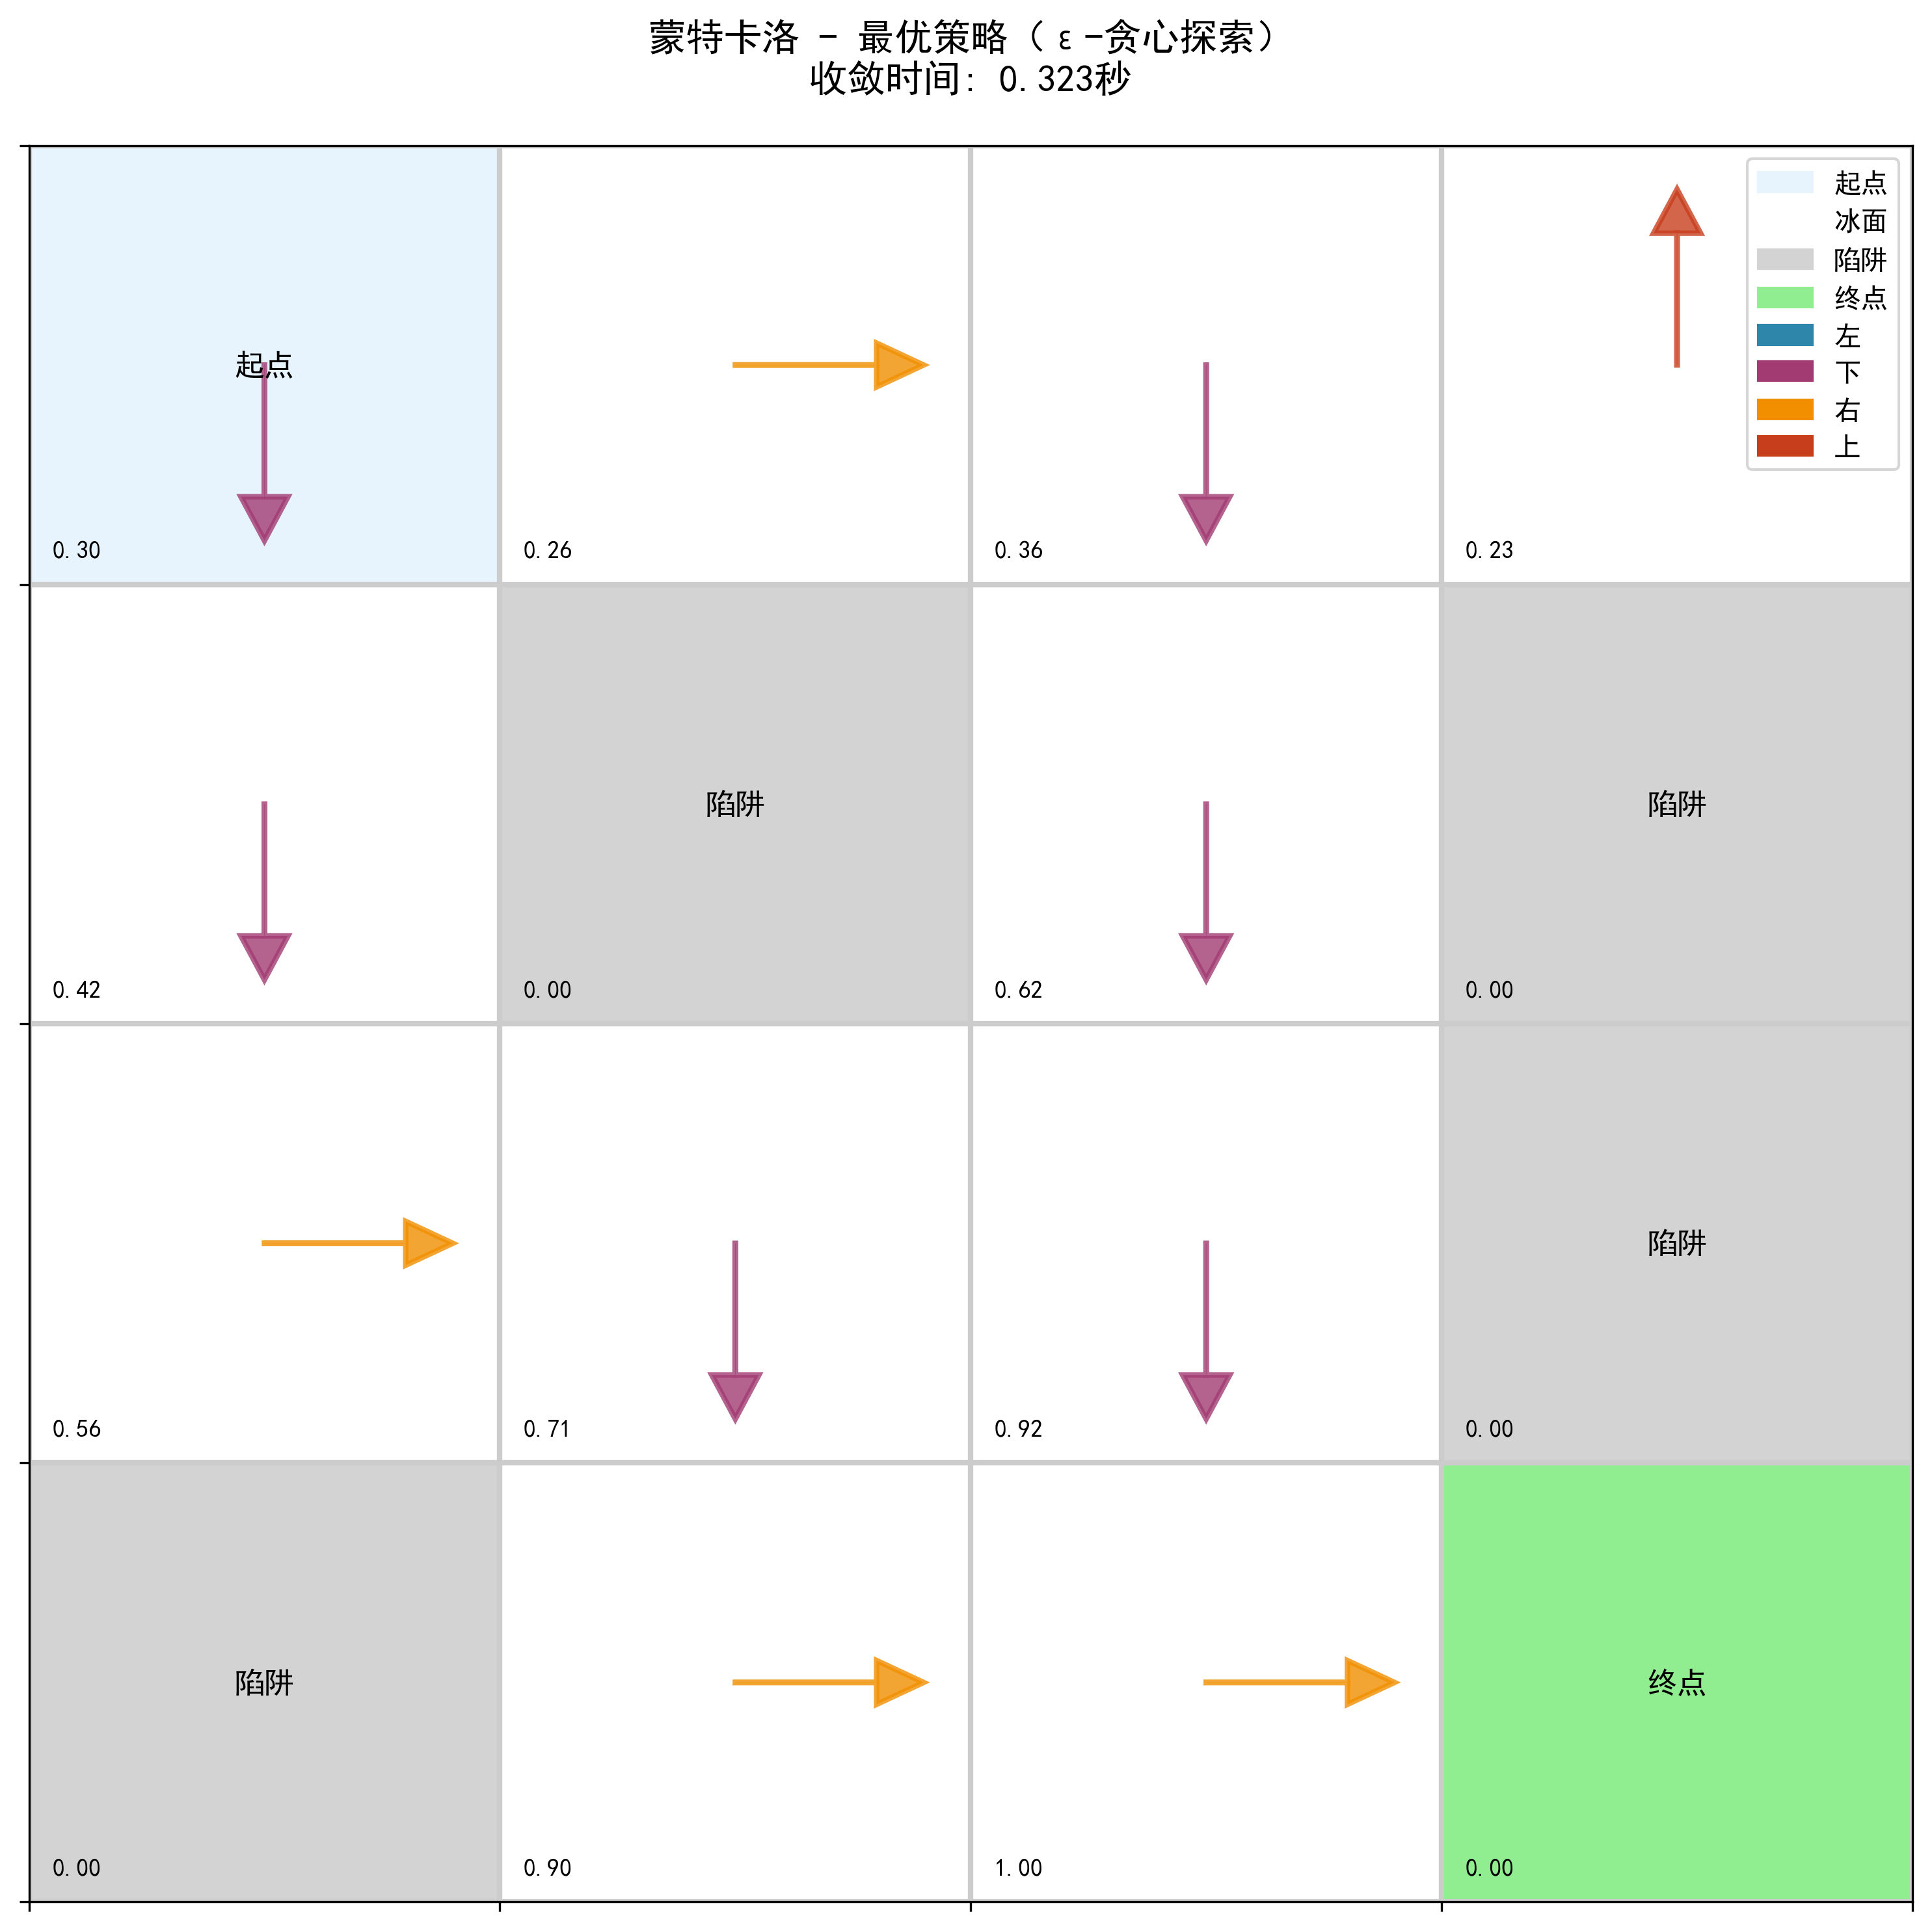 蒙特卡洛 - 最优策略（ε-贪心探索）
收敛时间: 0.323秒
起点
冰面
陷阱
终点
左
下
右
上
起点
0.30
0.26
0.36
0.23
陷阱
陷阱
0.42
0.00
0.62
0.00
陷阱
0.56
0.71
0.92
0.00
陷阱
终点
0.00
0.90
1.00
0.00